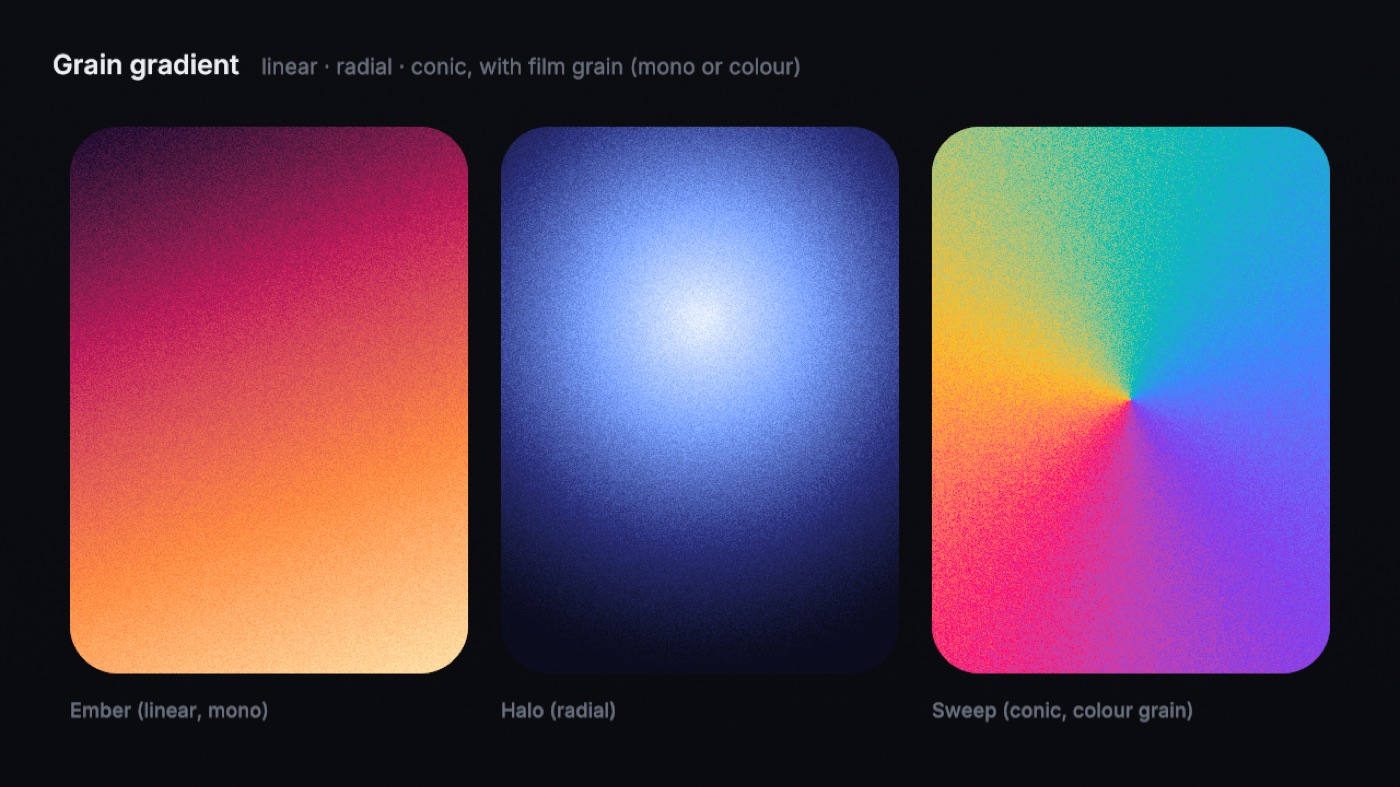 Grain gradient linear · radial · conic, with film grain (mono or colour)
Ember (linear, mono)
Halo (radial)
Sweep (conic, colour grain)